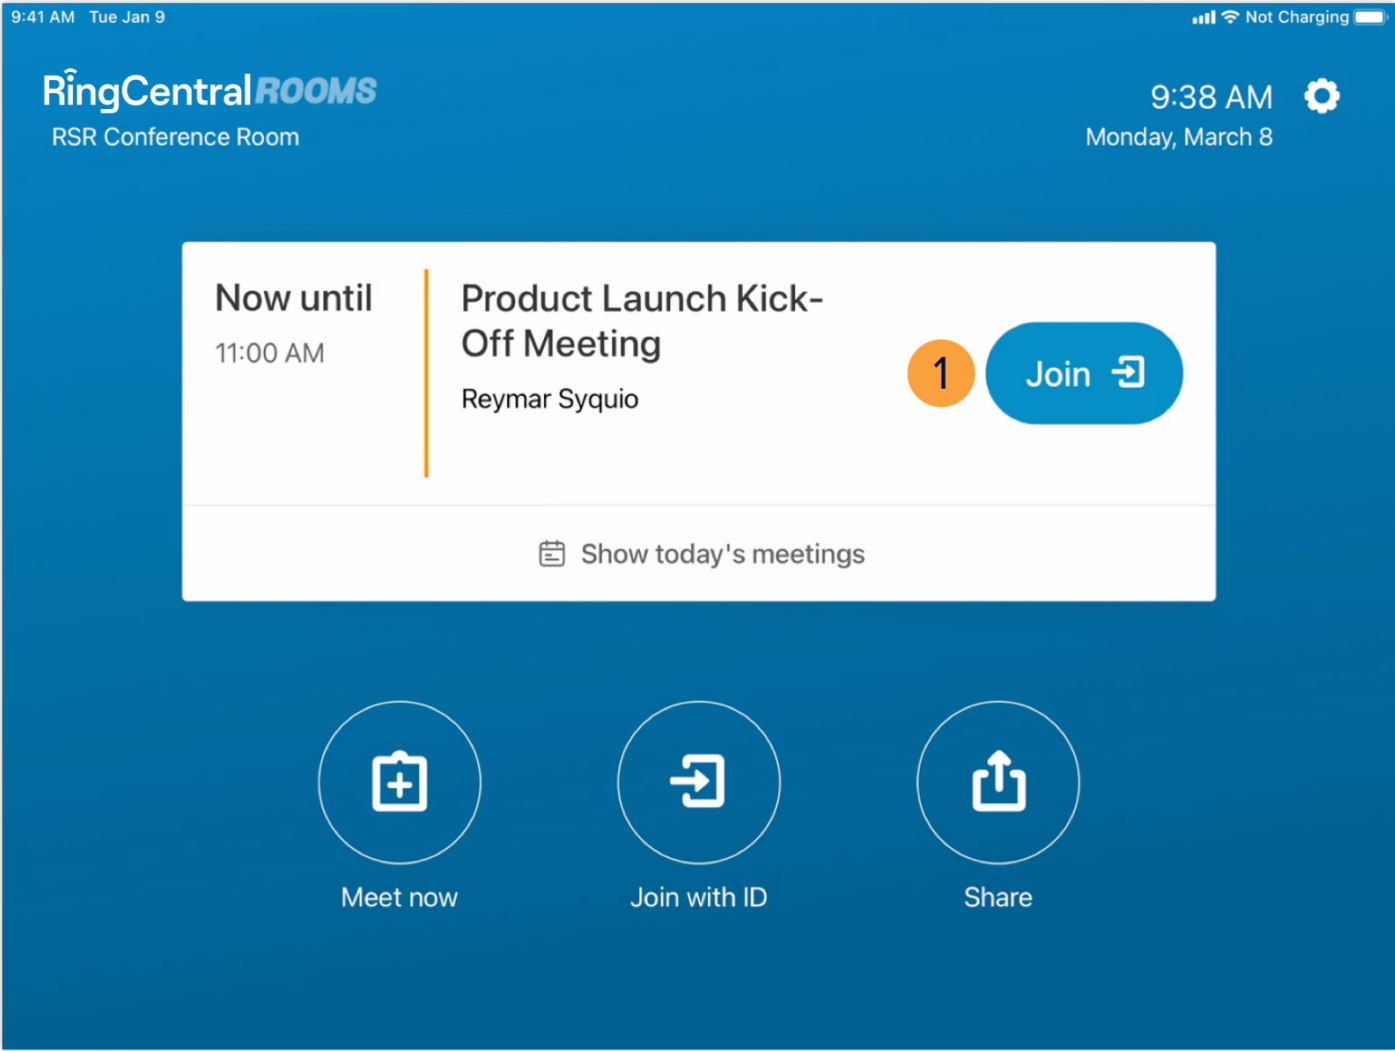 9:41 AM Tue Jan 9
Not Charging
RingCentral ROOMS
RSR Conference Room
9:38 AM
Monday, March 8
Now until
11:00 AM
Product Launch Kick-
Off Meeting
Reymar Syquio
1
Join
Show today's meetings
Meet now
Join with ID
Share